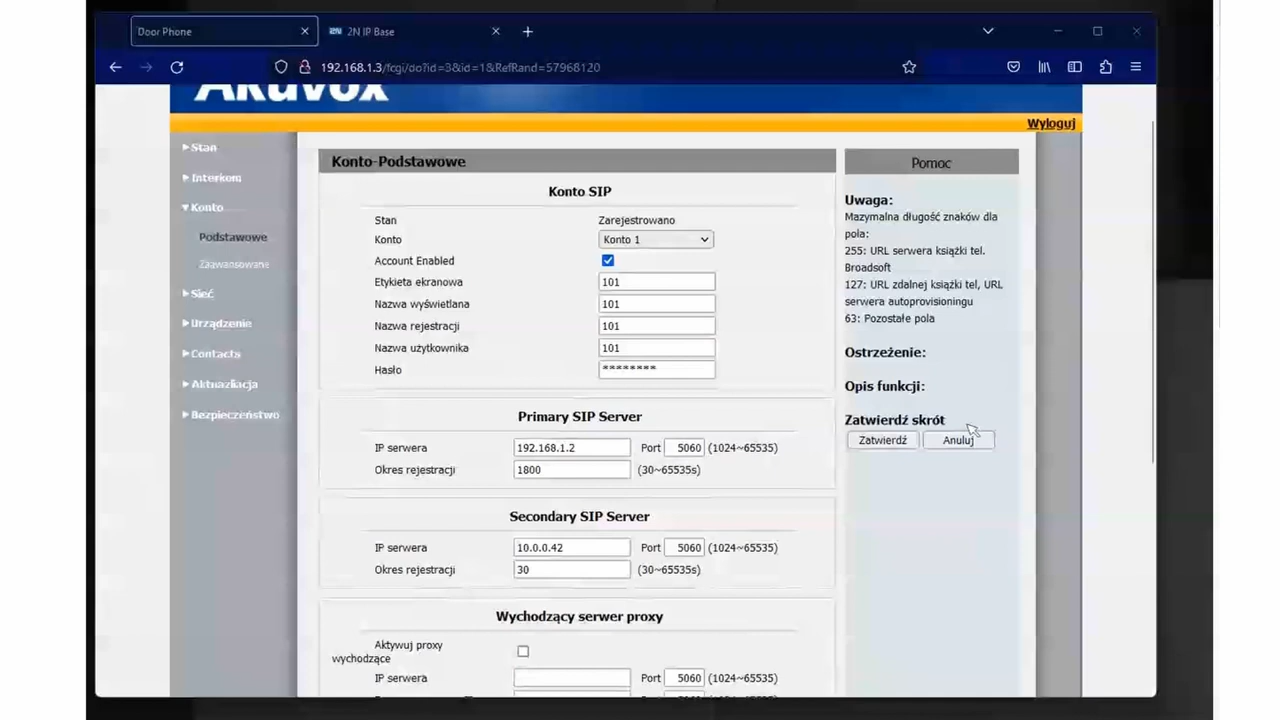 Door Phone
2N IP Base
192.168.1.3/fcgi/do?id=3&id=1&RefRand=57968120
Akuvox
Wyloguj
Stan
Interkom
Konto
Podstawowe
Zaawansowane
Sieć
Urządzenie
Contacts
Aktuazliacja
Bezpieczeństwo
Konto-Podstawowe
Konto SIP
Stan Zarejestrowano
Konto Konto 1
Account Enabled
Etykieta ekranowa 101
Nazwa wyświetlana 101
Nazwa rejestracji 101
Nazwa użytkownika 101
Hasło ********
Primary SIP Server
IP serwera 192.168.1.2 Port 5060 (1024~65535)
Okres rejestracji 1800 (30~65535s)
Secondary SIP Server
IP serwera 10.0.0.42 Port 5060 (1024~65535)
Okres rejestracji 30 (30~65535s)
Wychodzący serwer proxy
Aktywuj proxy
wychodzące
IP serwera Port 5060 (1024~65535)
Pomoc
Uwaga:
Mazymalna długość znaków dla
pola:
255: URL serwera książki tel.
Broadsoft
127: URL zdalnej książki tel, URL
serwera autoprovisioningu
63: Pozostałe pola
Ostrzeżenie:
Opis funkcji:
Zatwierdź skrót
Zatwierdź Anuluj